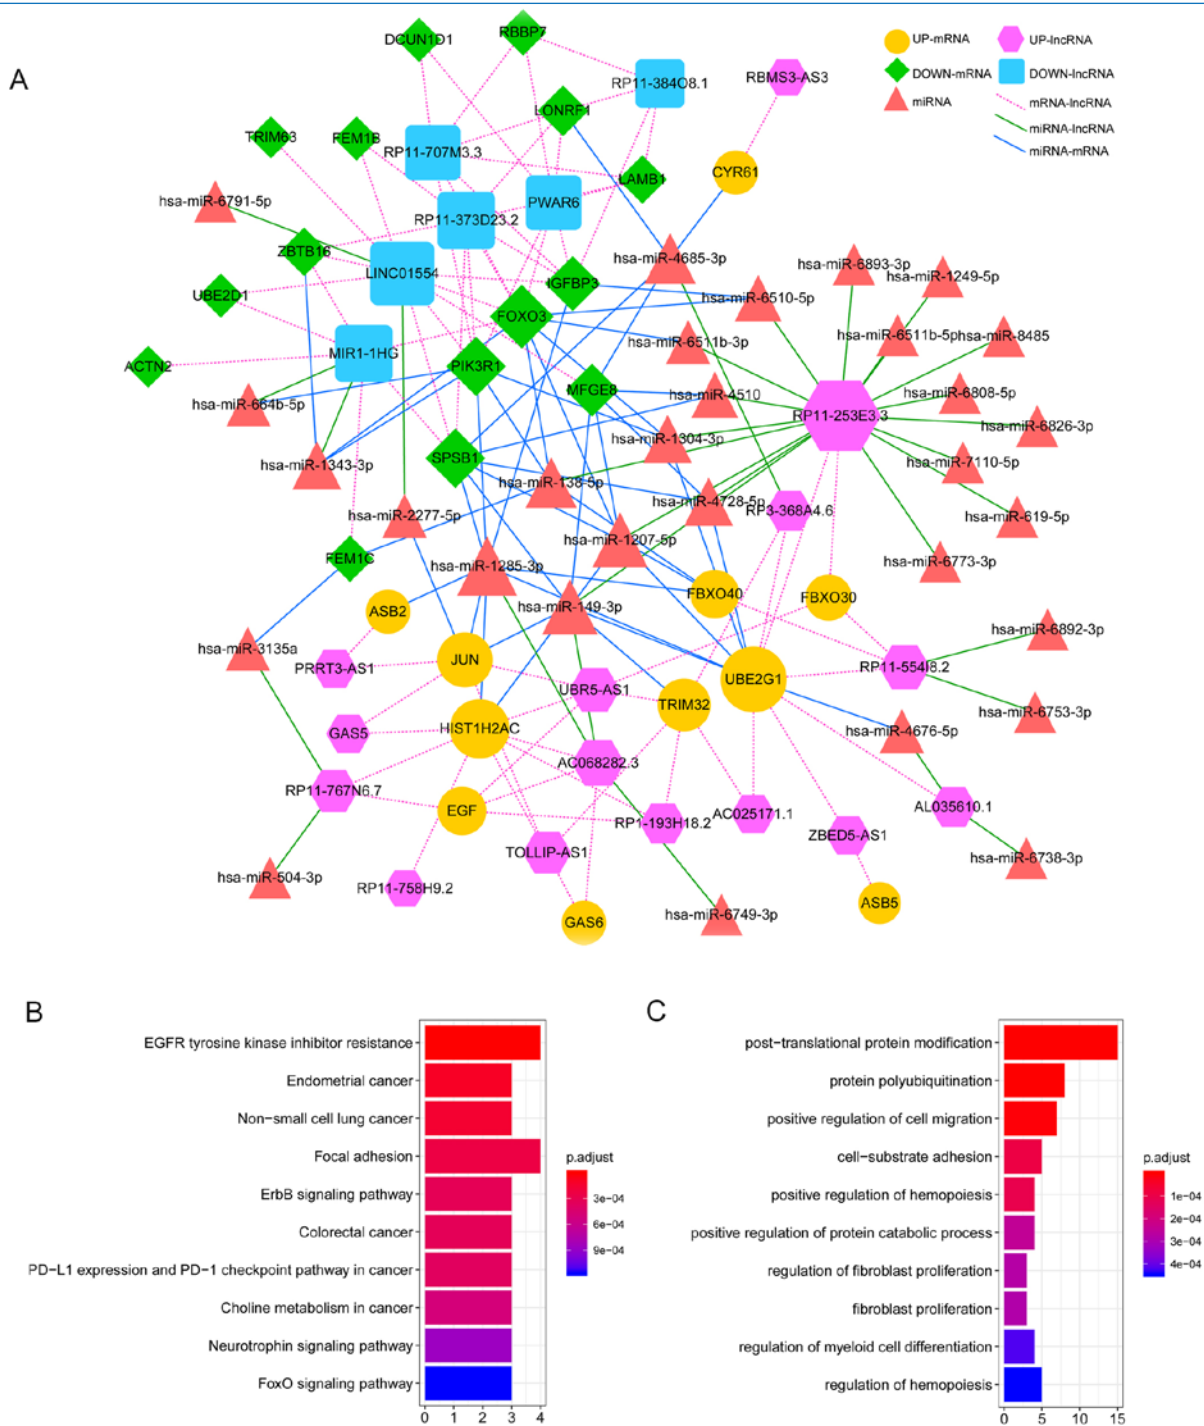 A
DCUN1D1
RBBP7
UP-mRNA
UP-lncRNA
DOWN-mRNA
DOWN-lncRNA
miRNA
mRNA-lncRNA
miRNA-lncRNA
miRNA-mRNA
RP11-384O8.1
RBMS3-AS3
LONRF1
TRIM63
FEM1B
RP11-707M3.3
CYR61
LAMB1
hsa-miR-6791-5p
RP11-373D23.2
PWAR6
ZBTB16
LINC01554
hsa-miR-4685-3p
hsa-miR-6893-3p
hsa-miR-1249-5p
UBE2D1
IGFBP3
hsa-miR-6510-5p
FOXO3
hsa-miR-6511b-3p
hsa-miR-6511b-5p
hsa-miR-8485
MIR1-1HG
ACTN2
PIK3R1
MFGE8
hsa-miR-4510
hsa-miR-6808-5p
hsa-miR-664b-5p
RP11-253E3.3
hsa-miR-6826-3p
hsa-miR-1304-3p
hsa-miR-1343-3p
SPSB1
hsa-miR-7110-5p
hsa-miR-138-5p
hsa-miR-4728-5p
RP3-368A4.6
hsa-miR-2277-5p
hsa-miR-619-5p
hsa-miR-1207-5p
FEM1C
hsa-miR-1285-3p
hsa-miR-6773-3p
FBXO40
FBXO30
ASB2
hsa-miR-149-3p
hsa-miR-6892-3p
hsa-miR-3135a
PRRT3-AS1
JUN
RP11-554I8.2
UBR5-AS1
UBE2G1
TRIM32
hsa-miR-6753-3p
GAS5
HIST1H2AC
hsa-miR-4676-5p
AC068282.3
RP11-767N6.7
EGF
RP1-193H18.2
AC025171.1
AL035610.1
ZBED5-AS1
TOLLIP-AS1
hsa-miR-6738-3p
hsa-miR-504-3p
RP11-758H9.2
ASB5
GAS6
hsa-miR-6749-3p
B
EGFR tyrosine kinase inhibitor resistance
Endometrial cancer
Non−small cell lung cancer
Focal adhesion
ErbB signaling pathway
Colorectal cancer
PD−L1 expression and PD−1 checkpoint pathway in cancer
Choline metabolism in cancer
Neurotrophin signaling pathway
FoxO signaling pathway
0 1 2 3 4
p.adjust
3e−04
6e−04
9e−04
C
post−translational protein modification
protein polyubiquitination
positive regulation of cell migration
cell−substrate adhesion
positive regulation of hemopoiesis
positive regulation of protein catabolic process
regulation of fibroblast proliferation
fibroblast proliferation
regulation of myeloid cell differentiation
regulation of hemopoiesis
0 5 10 15
p.adjust
1e−04
2e−04
3e−04
4e−04